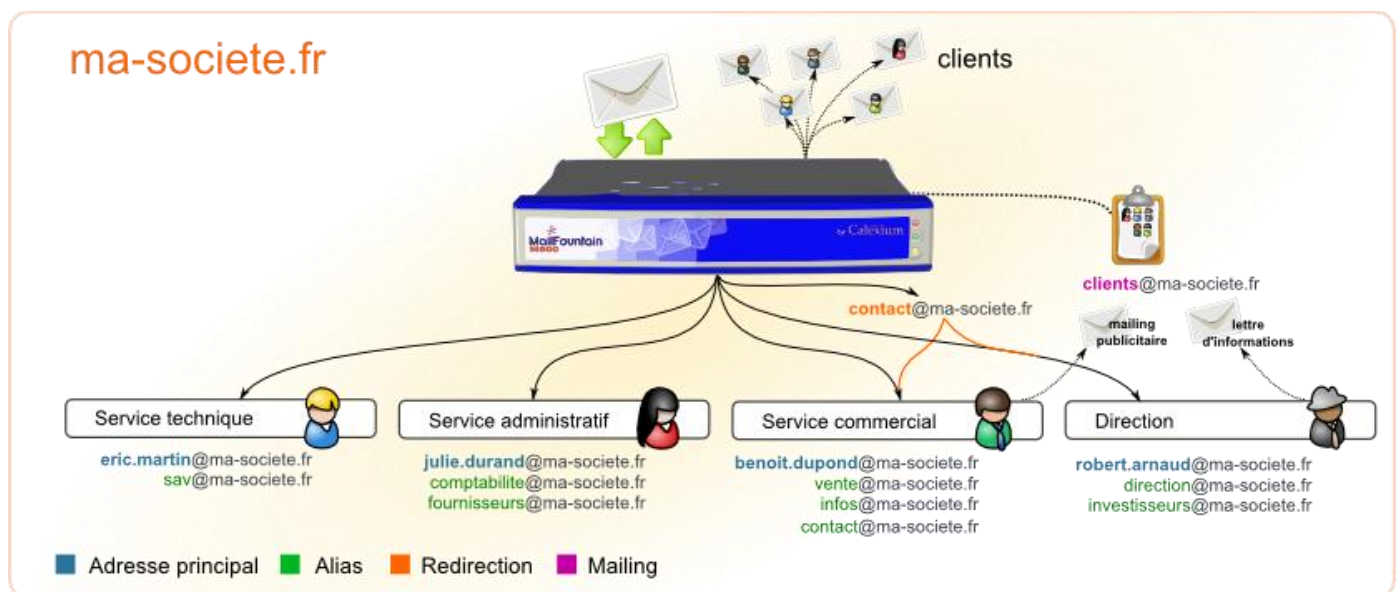 ma-societe.fr
clients
MailFountain
M800
by Calexium
clients@ma-societe.fr
contact@ma-societe.fr
mailing
publicitaire
lettre
d'informations
Service technique
Service administratif
Service commercial
Direction
eric.martin@ma-societe.fr
sav@ma-societe.fr
julie.durand@ma-societe.fr
comptabilite@ma-societe.fr
fournisseurs@ma-societe.fr
benoit.dupond@ma-societe.fr
vente@ma-societe.fr
infos@ma-societe.fr
contact@ma-societe.fr
robert.arnaud@ma-societe.fr
direction@ma-societe.fr
investisseurs@ma-societe.fr
Adresse principal
Alias
Redirection
Mailing